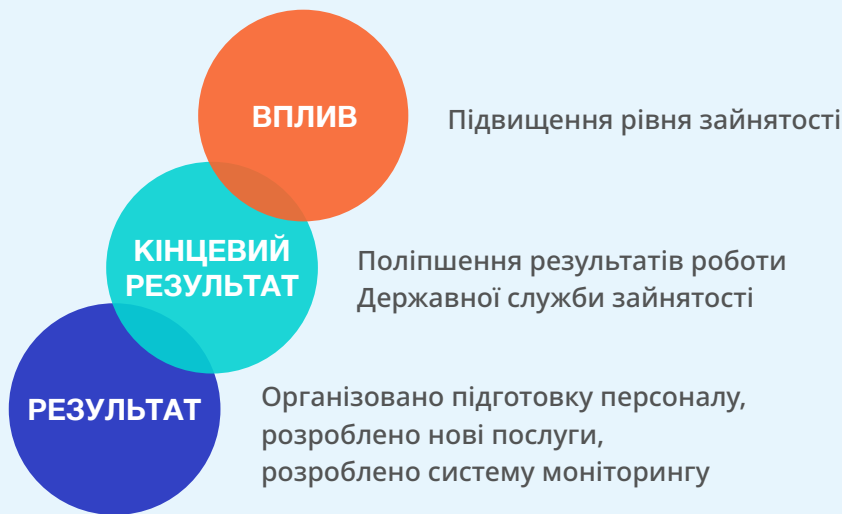 ВПЛИВ
Підвищення рівня зайнятості
КІНЦЕВИЙ
РЕЗУЛЬТАТ
Поліпшення результатів роботи
Державної служби зайнятості
РЕЗУЛЬТАТ
Організовано підготовку персоналу,
розроблено нові послуги,
розроблено систему моніторингу